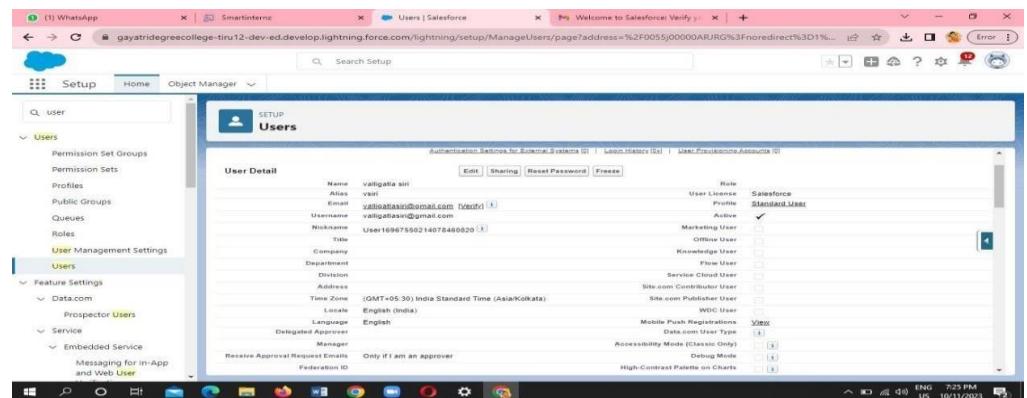 (1) WhatsApp
Smartinternz
Users | Salesforce
Welcome to Salesforce: Verify yo
gayatridegreecollege-tiru12-dev-ed.develop.lightning.force.com/lightning/setup/ManageUsers/page?address=%2F0055j00000ARURG%3Fnoredirect%3D1%...
Error
Search Setup
12
Setup Home Object Manager
user
SETUP
Users
Users
Permission Set Groups
Permission Sets
Profiles
Public Groups
Queues
Roles
User Management Settings
Users
Feature Settings
Data.com
Prospector Users
Service
Embedded Service
Messaging for In-App
and Web User
Authentication Settings for External Systems [0] | Login History [0+] | User Provisioning Accounts [0]
User Detail Edit Sharing Reset Password Freeze
Name valligatla siri Role
Alias vsiri User License Salesforce
Email valligatlasiri@gmail.com [Verify] i Profile Standard User
Username valligatlasiri@gmail.com Active ✓
Nickname User16967550214078460820 i Marketing User
Title Offline User
Company Knowledge User
Department Flow User
Division Service Cloud User
Address Site.com Contributor User
Time Zone (GMT+05:30) India Standard Time (Asia/Kolkata) Site.com Publisher User
Locale English (India) WDC User
Language English Mobile Push Registrations View
Delegated Approver Data.com User Type i
Manager Accessibility Mode (Classic Only) i
Receive Approval Request Emails Only if I am an approver Debug Mode i
Federation ID High-Contrast Palette on Charts i
ENG 7:25 PM
US 10/11/2023